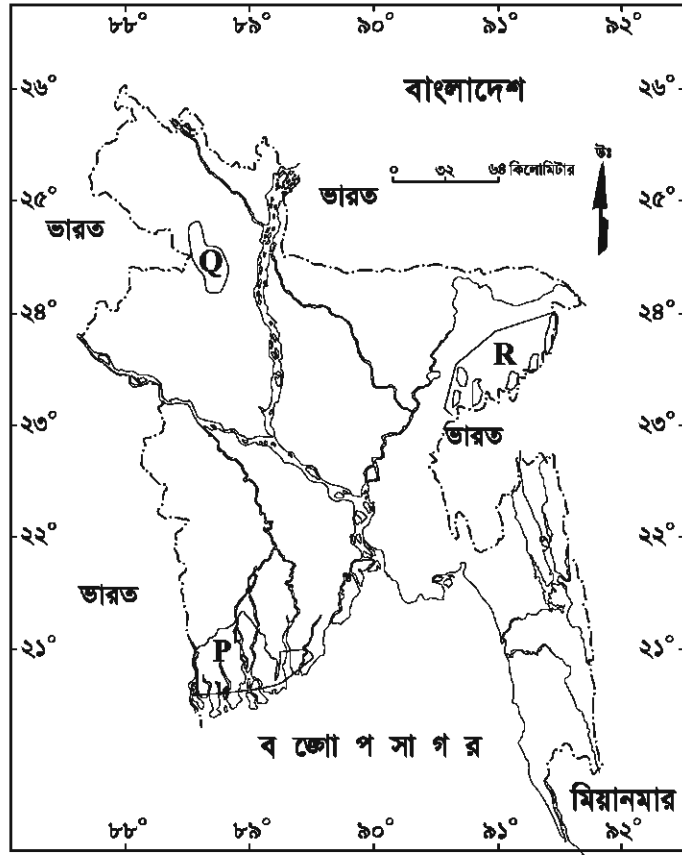 ৮৮° ৮৯° ৯০° ৯১° ৯২°
২৬° বাংলাদেশ ২৬°
উঃ
০ ৩২ ৬৪ কিলোমিটার
ভারত
২৫° ২৫°
ভারত
Q
২৪° ২৪°
R
২৩° ২৩°
ভারত
২২° ২২°
ভারত
২১° P ২১°
ব ঙ্গো প সা গ র
মিয়ানমার
৮৮° ৮৯° ৯০° ৯১° ৯২°